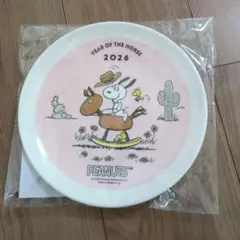 YEAR OF THE HORSE
2026
PEANUTS